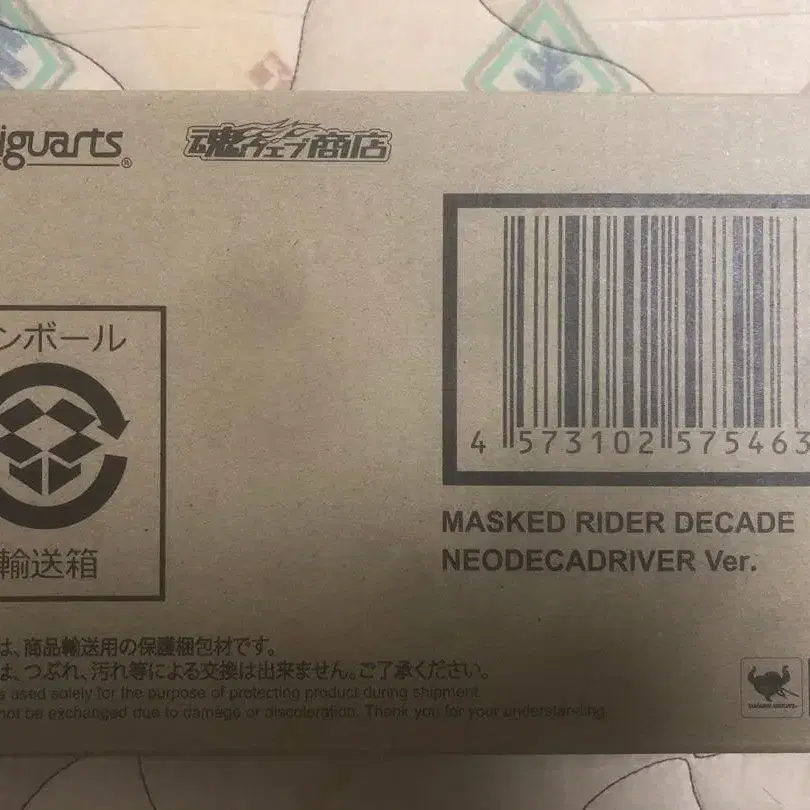 iguarts®
魂ウェブ商店
ンボール
輸送箱
4 573102 575463
MASKED RIDER DECADE
NEODECADRIVER Ver.
は、商品輸送用の保護梱包材です。
は、つぶれ、汚れ等による交換は出来ません。ご了承ください。
s used solely for the purpose of protecting product during shipment.
not be exchanged due to damage or discoloration. Thank you for your understanding.